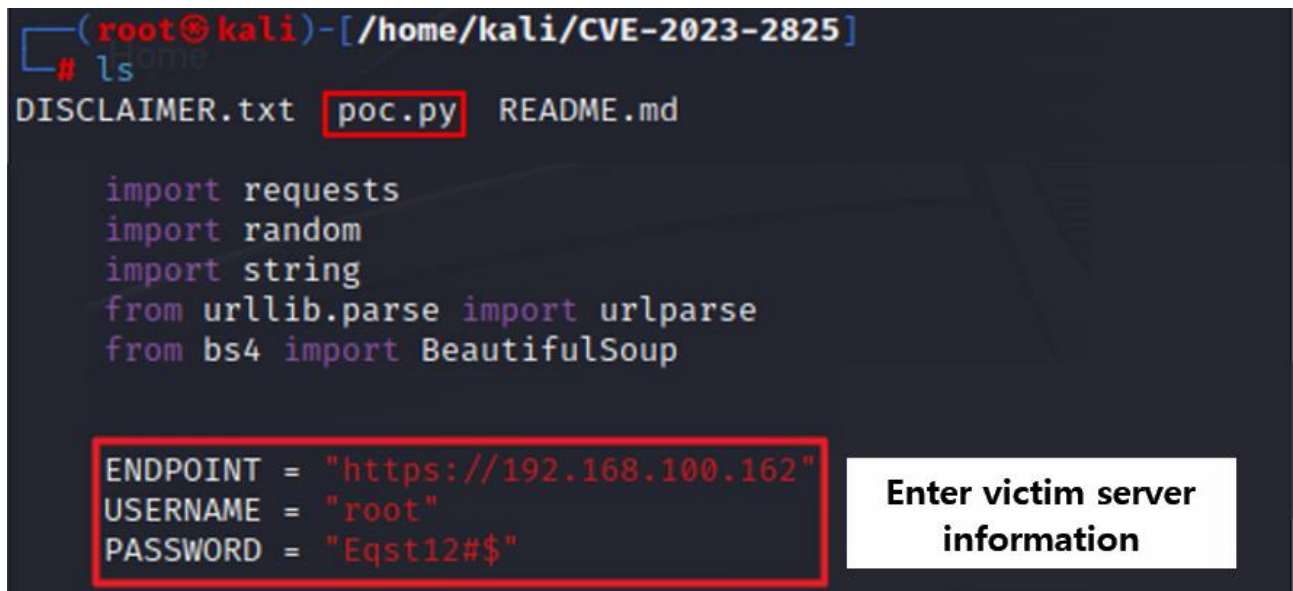 (root㉿kali)-[/home/kali/CVE-2023-2825]
Home
# ls
DISCLAIMER.txt poc.py README.md
import requests
import random
import string
from urllib.parse import urlparse
from bs4 import BeautifulSoup
ENDPOINT = "https://192.168.100.162"
USERNAME = "root"
PASSWORD = "Eqst12#$"
Enter victim server
information